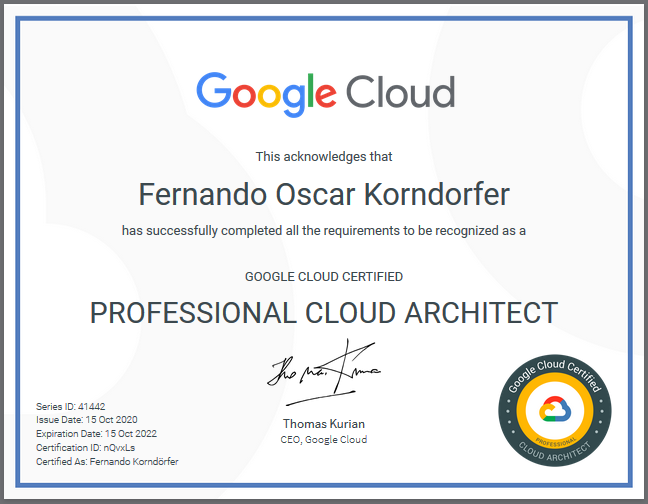 Google Cloud
This acknowledges that
Fernando Oscar Korndorfer
has successfully completed all the requirements to be recognized as a
GOOGLE CLOUD CERTIFIED
PROFESSIONAL CLOUD ARCHITECT
Thomas Kurian
CEO, Google Cloud
Series ID: 41442
Issue Date: 15 Oct 2020
Expiration Date: 15 Oct 2022
Certification ID: nQvxLs
Certified As: Fernando Korndörfer
Google Cloud Certified
PROFESSIONAL
CLOUD ARCHITECT